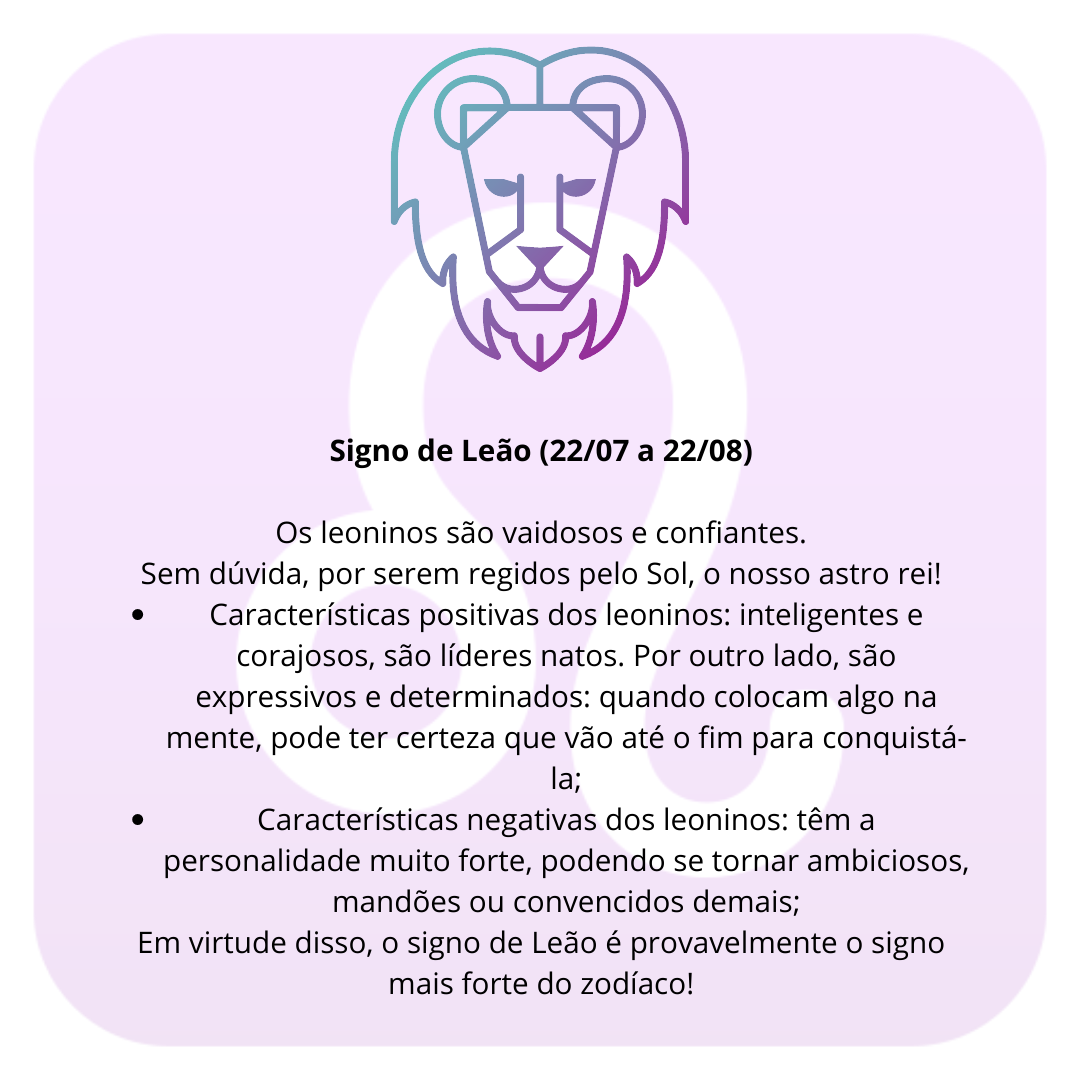 Signo de Leão (22/07 a 22/08)
Os leoninos são vaidosos e confiantes.
Sem dúvida, por serem regidos pelo Sol, o nosso astro rei!
• Características positivas dos leoninos: inteligentes e
corajosos, são líderes natos. Por outro lado, são
expressivos e determinados: quando colocam algo na
mente, pode ter certeza que vão até o fim para conquistá-
la;
• Características negativas dos leoninos: têm a
personalidade muito forte, podendo se tornar ambiciosos,
mandões ou convencidos demais;
Em virtude disso, o signo de Leão é provavelmente o signo
mais forte do zodíaco!